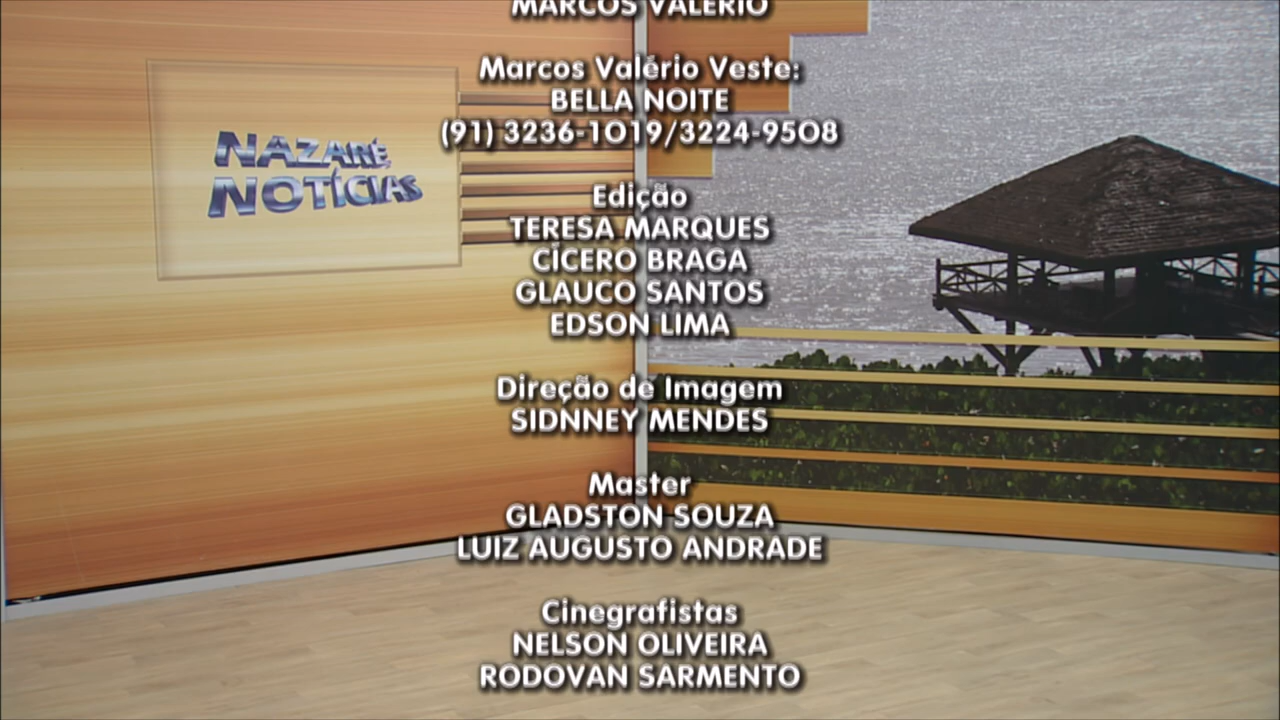 MARCOS VALÉRIO
Marcos Valério Veste:
BELLA NOITE
(91) 3236-1019/3224-9508
NAZARÉ
NOTÍCIAS
Edição
TERESA MARQUES
CÍCERO BRAGA
GLAUCO SANTOS
EDSON LIMA
Direção de Imagem
SIDNNEY MENDES
Master
GLADSTON SOUZA
LUIZ AUGUSTO ANDRADE
Cinegrafistas
NELSON OLIVEIRA
RODOVAN SARMENTO